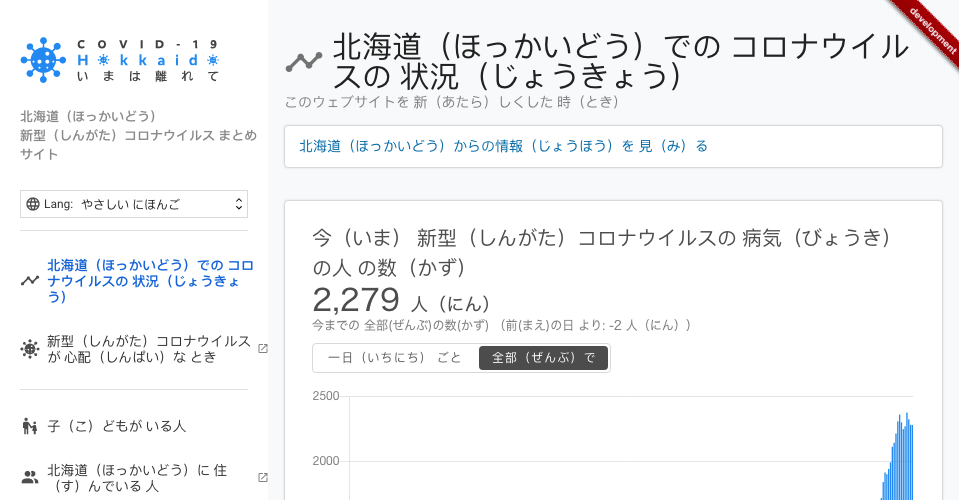 COVID-19
Hokkaido
いまは離れて
北海道（ほっかいどう）
新型（しんがた）コロナウイルス まとめ
サイト
Lang: やさしい にほんご
北海道（ほっかいどう）での コロ
ナウイルスの 状況（じょうきょ
う）
新型（しんがた）コロナウイルス
が 心配（しんぱい）な とき
子（こ）どもが いる人
北海道（ほっかいどう）に 住
（す）んでいる 人
development
北海道（ほっかいどう）での コロナウイル
スの 状況（じょうきょう）
このウェブサイトを 新（あたら）しくした 時（とき）
北海道（ほっかいどう）からの情報（じょうほう）を 見（み）る
今（いま） 新型（しんがた）コロナウイルスの 病気（びょうき）
の人 の数（かず）
2,279 人（にん）
今までの 全部(ぜんぶ)の数(かず) （前(まえ)の日 より: -2 人（にん））
一日（いちにち） ごと
全部（ぜんぶ）で
2500
2000